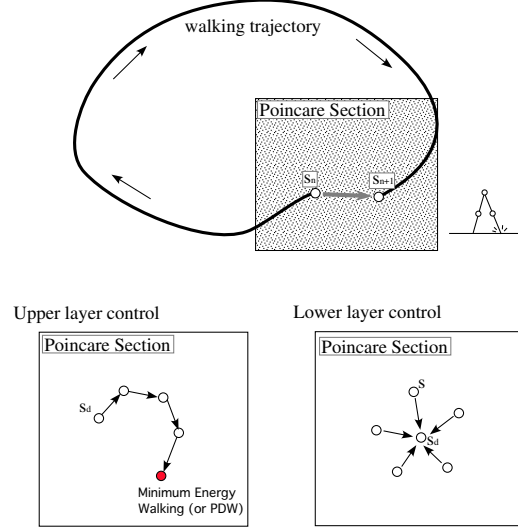 walking trajectory
Poincare Section
Sn
Sn+1
Upper layer control
Lower layer control
Poincare Section
Poincare Section
Sd
S
Sd
Minimum Energy
Walking (or PDW)